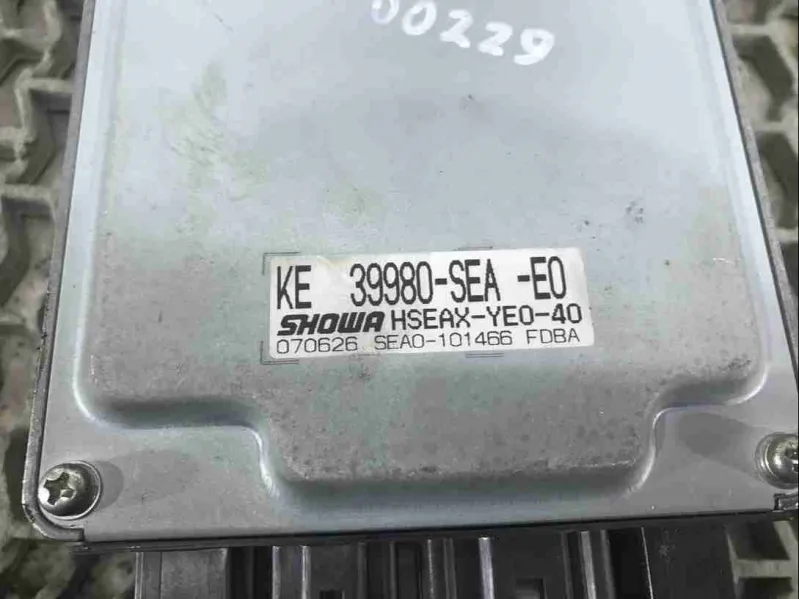 00229
KE 39980-SEA -E0
SHOWA HSEAX-YE0-40
070626 SEA0-101466 FDBA